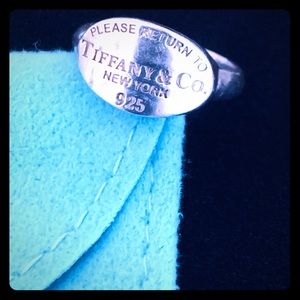 PLEASE RETURN TO
TIFFANY & CO.
NEW YORK
925